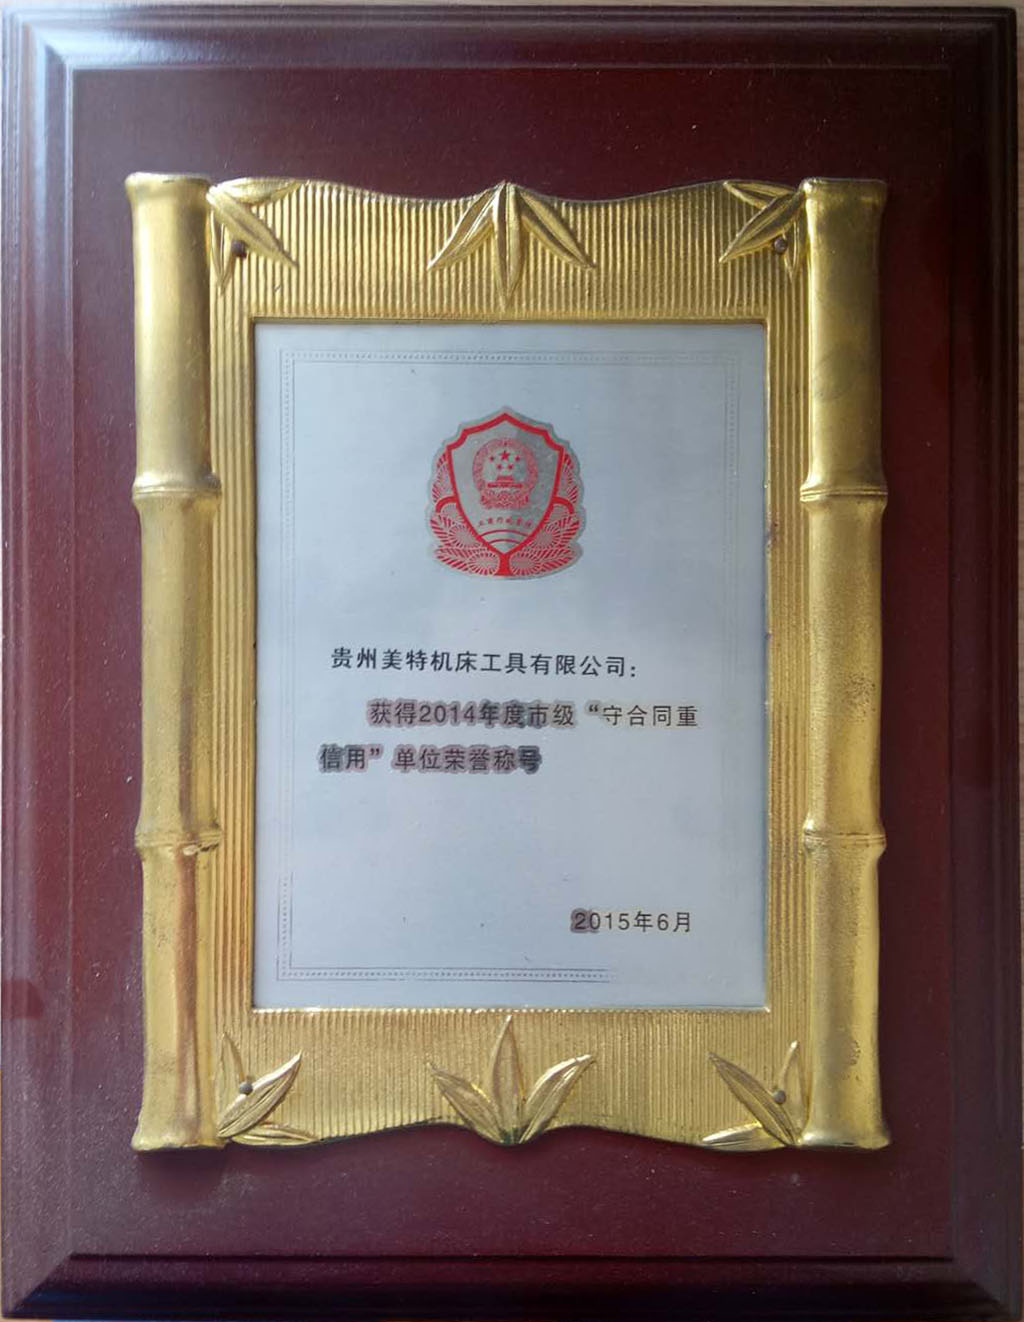 贵州美特机床工具有限公司：
获得2014年度市级“守合同重
信用”单位荣誉称号
2015年6月